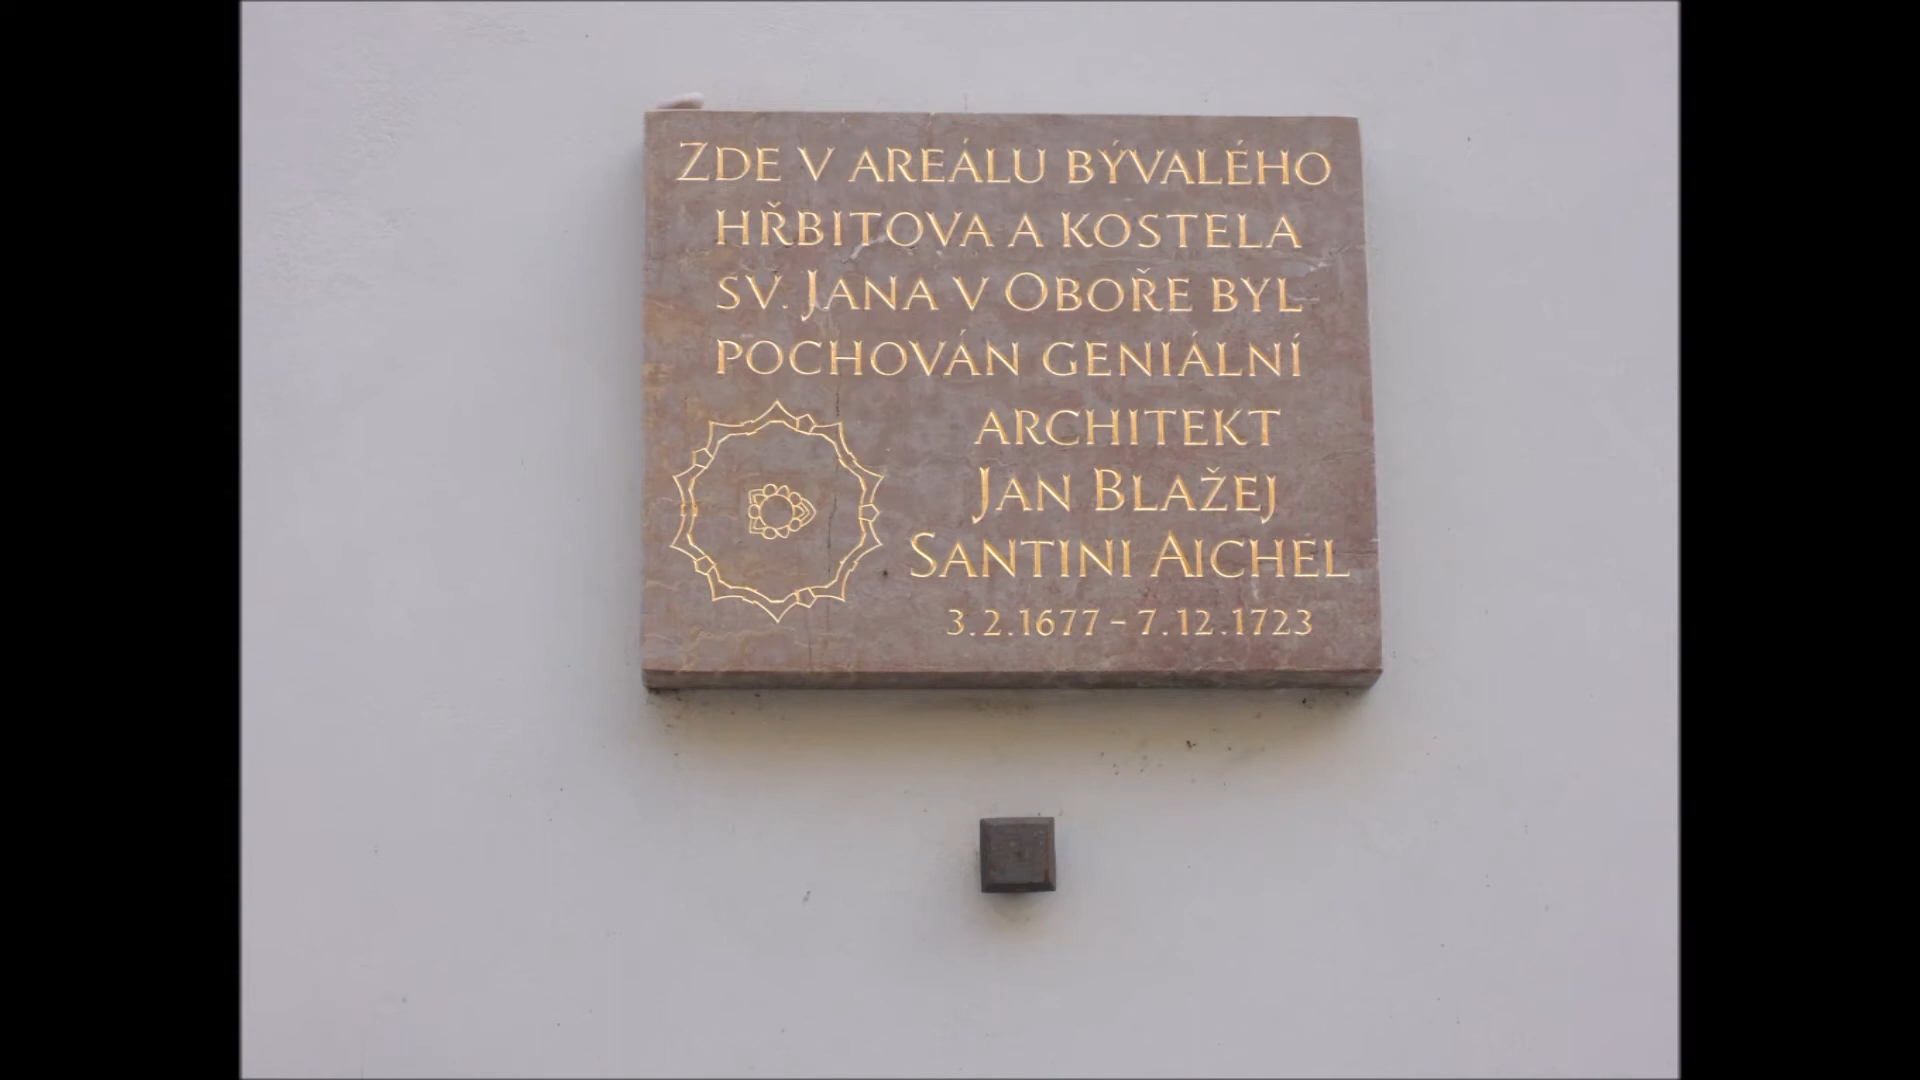 ZDE V AREÁLU BÝVALÉHO
HŘBITOVA A KOSTELA
SV. JANA V OBOŘE BYL
POCHOVÁN GENIÁLNÍ
ARCHITEKT
JAN BLAŽEJ
SANTINI AICHEL
3.2.1677-7.12.1723